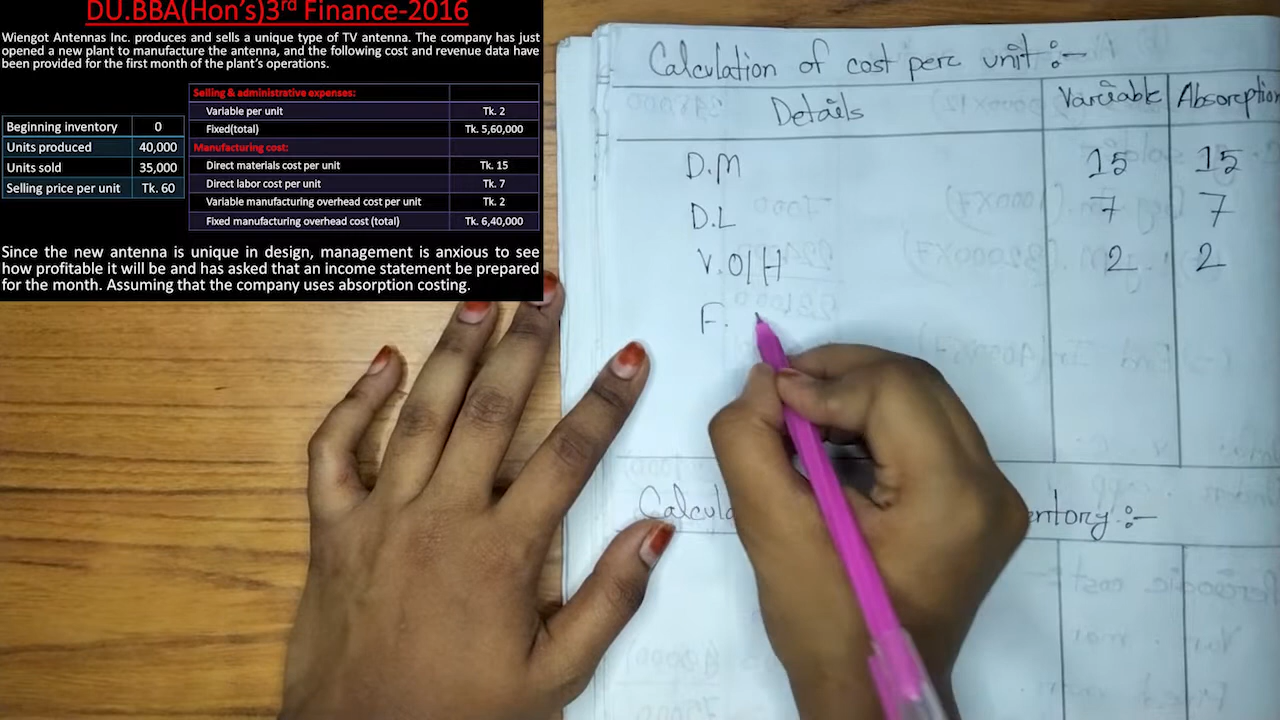 DU.BBA(Hon's)3rd Finance-2016
Wiengot Antennas Inc. produces and sells a unique type of TV antenna. The company has just
opened a new plant to manufacture the antenna, and the following cost and revenue data have
been provided for the first month of the plant's operations.
Beginning inventory 0
Units produced 40,000
Units sold 35,000
Selling price per unit Tk. 60
Selling & administrative expenses:
Variable per unit Tk. 2
Fixed(total) Tk. 5,60,000
Manufacturing cost:
Direct materials cost per unit Tk. 15
Direct labor cost per unit Tk. 7
Variable manufacturing overhead cost per unit Tk. 2
Fixed manufacturing overhead cost (total) Tk. 6,40,000
Since the new antenna is unique in design, management is anxious to see
how profitable it will be and has asked that an income statement be prepared
for the month. Assuming that the company uses absorption costing.
Calculation of cost per unit :-
Details Variable Absorption
D.M 15 15
D.L 7 7
V.O/H 2 2
F.
:-